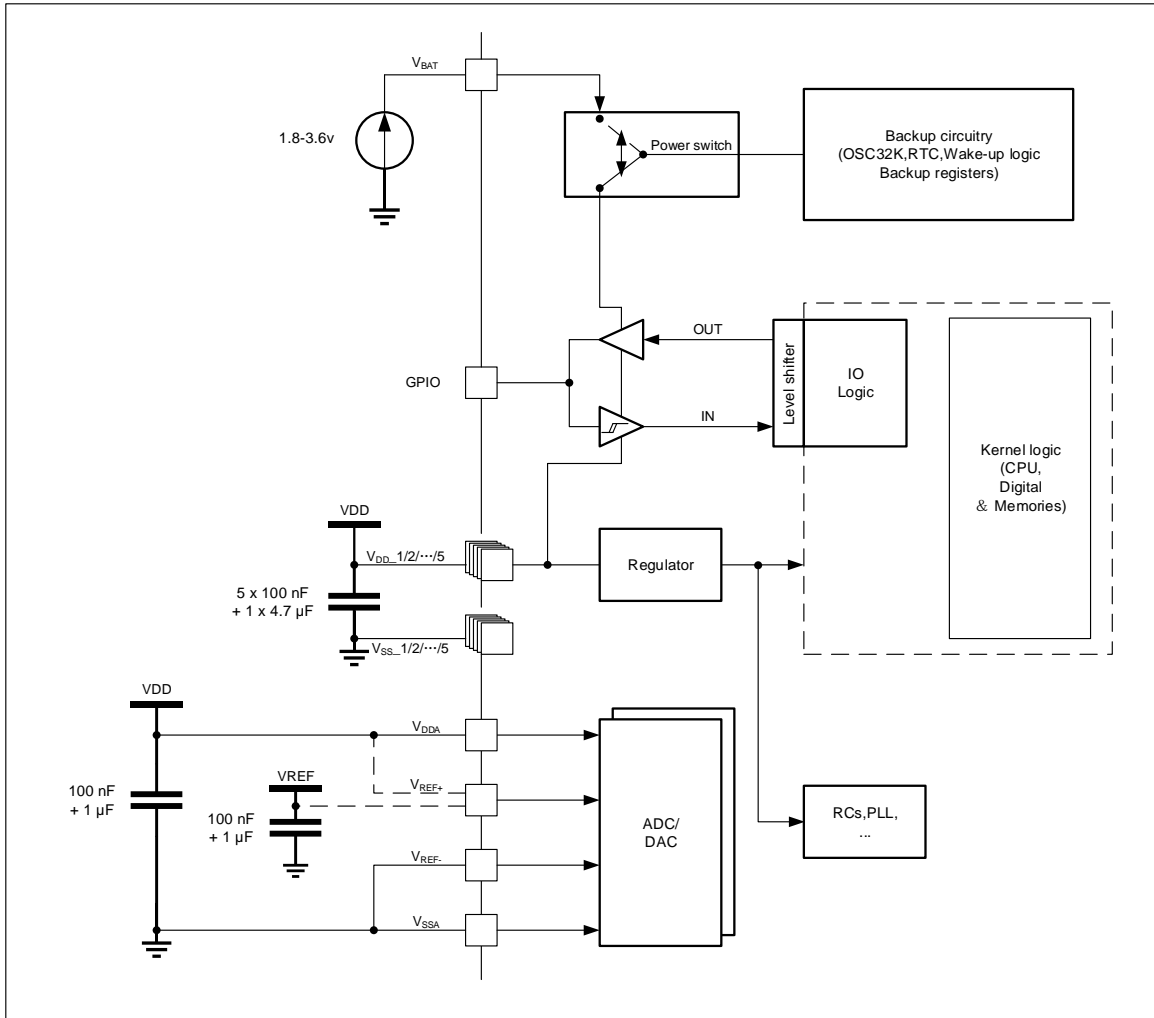 VBAT
1.8-3.6v
Power switch
Backup circuitry
(OSC32K,RTC,Wake-up logic
Backup registers)
OUT
GPIO
IN
Level shifter
IO
Logic
Kernel logic
(CPU,
Digital
& Memories)
VDD
VDD_1/2/···/5
5 x 100 nF
+ 1 x 4.7 µF
Regulator
VSS_1/2/···/5
VDD
VDDA
VREF
VREF+
100 nF
+ 1 µF
100 nF
+ 1 µF
ADC/
DAC
RCs,PLL,
...
VREF-
VSSA